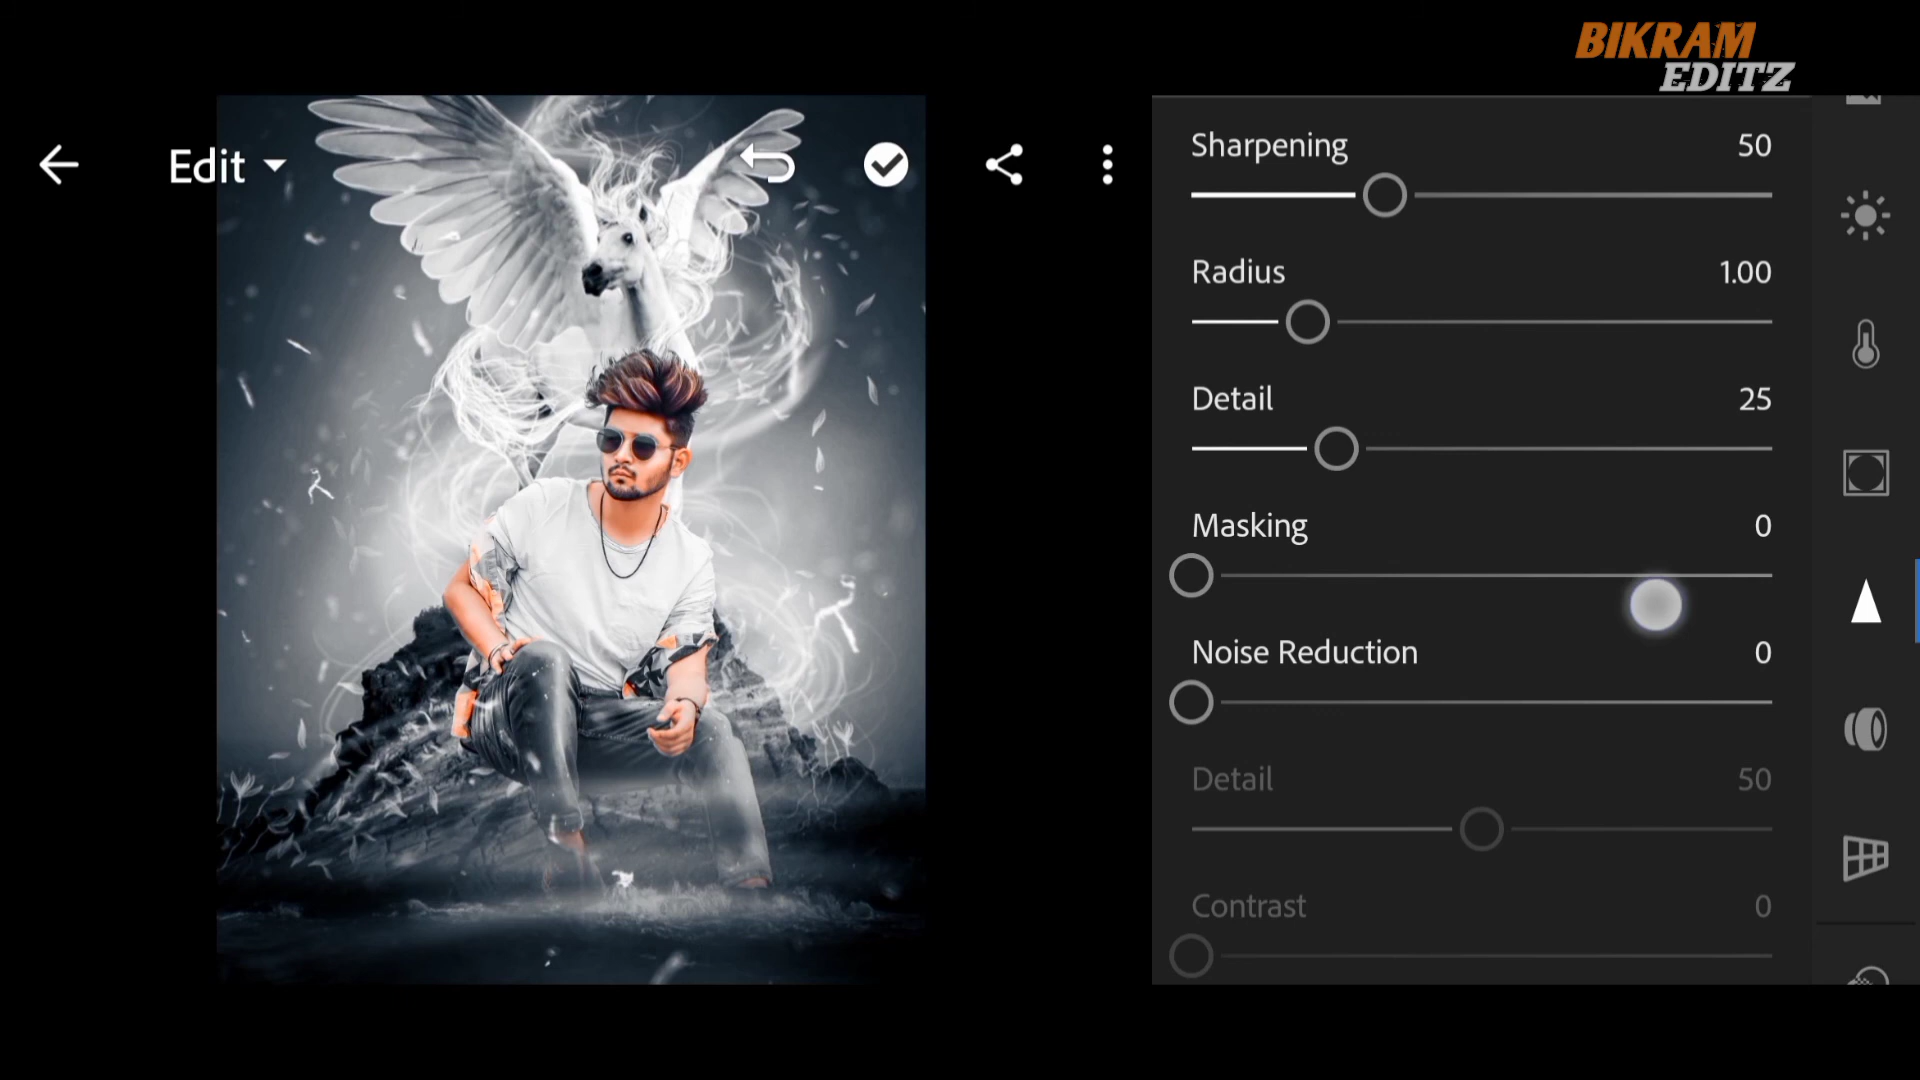 BIKRAM
EDITZ
Edit
Sharpening 50
Radius 1.00
Detail 25
Masking 0
Noise Reduction 0
Detail 50
Contrast 0